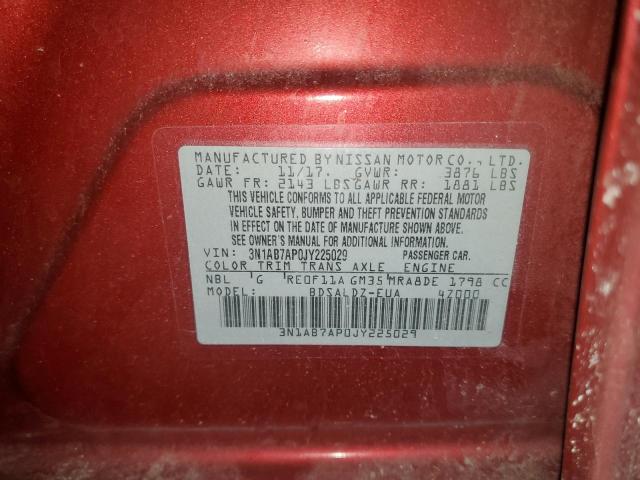 MANUFACTURED BY NISSAN MOTOR CO., LTD.
DATE: 11/17. GVWR: 3876 LBS
GAWR FR: 2143 LBS GAWR RR: 1881 LBS
THIS VEHICLE CONFORMS TO ALL APPLICABLE FEDERAL MOTOR
VEHICLE SAFETY, BUMPER AND THEFT PREVENTION STANDARDS
IN EFFECT ON THE DATE OF MANUFACTURE SHOWN ABOVE.
SEE OWNER'S MANUAL FOR ADDITIONAL INFORMATION.
VIN: 3N1AB7AP0JY225029 PASSENGER CAR.
COLOR TRIM TRANS AXLE ENGINE
NBL G RE0F11A GM35 MRA8DE 1798 CC
MODEL: BDSALDZ-EUA 4Z000
3N1AB7AP0JY225029